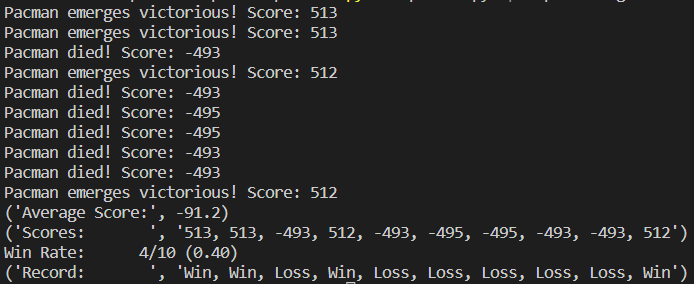 Pacman emerges victorious! Score: 513
Pacman emerges victorious! Score: 513
Pacman died! Score: -493
Pacman emerges victorious! Score: 512
Pacman died! Score: -493
Pacman died! Score: -495
Pacman died! Score: -495
Pacman died! Score: -493
Pacman died! Score: -493
Pacman emerges victorious! Score: 512
('Average Score:', -91.2)
('Scores:       ', '513, 513, -493, 512, -493, -495, -495, -493, -493, 512')
Win Rate:      4/10 (0.40)
('Record:       ', 'Win, Win, Loss, Win, Loss, Loss, Loss, Loss, Loss, Win')